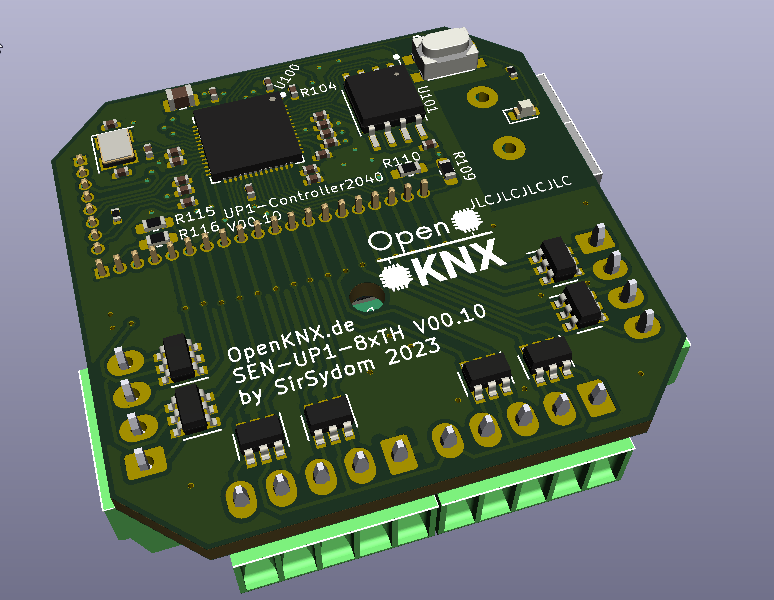 U100
R104
U101
R110
R109
R115 UP1-Controller2040
R116 V00.10
JLCJLCJLCJLC
Open
KNX
OpenKNX.de
SEN-UP1-8xTH V00.10
by SirSydom 2023